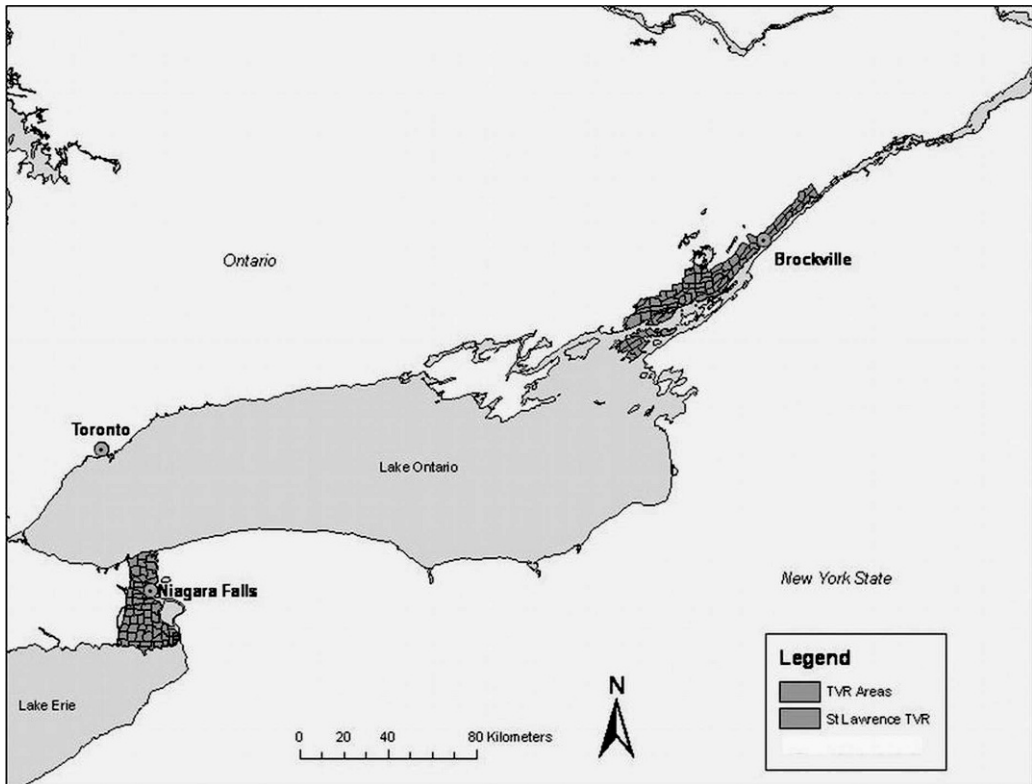 Ontario
Brockville
Toronto
Lake Ontario
Niagara Falls
New York State
Lake Erie
N
0 20 40 80 Kilometers
Legend
TVR Areas
St Lawrence TVR